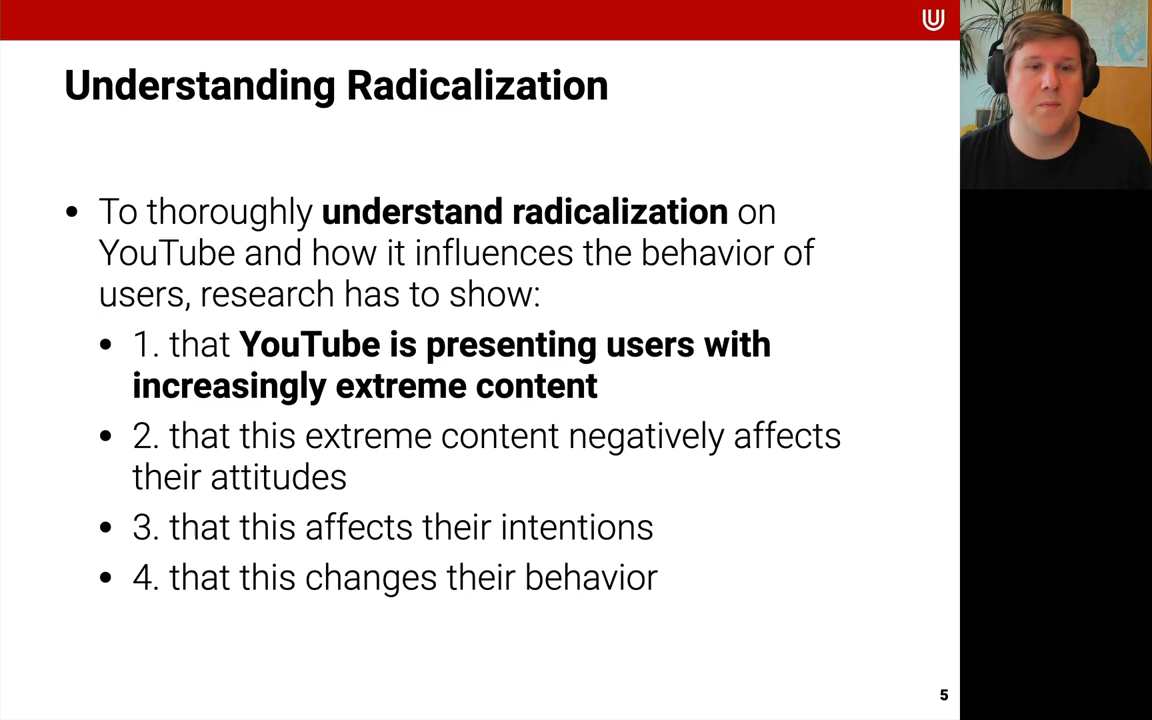 Understanding Radicalization
• To thoroughly understand radicalization on
YouTube and how it influences the behavior of
users, research has to show:
• 1. that YouTube is presenting users with
increasingly extreme content
• 2. that this extreme content negatively affects
their attitudes
• 3. that this affects their intentions
• 4. that this changes their behavior
5